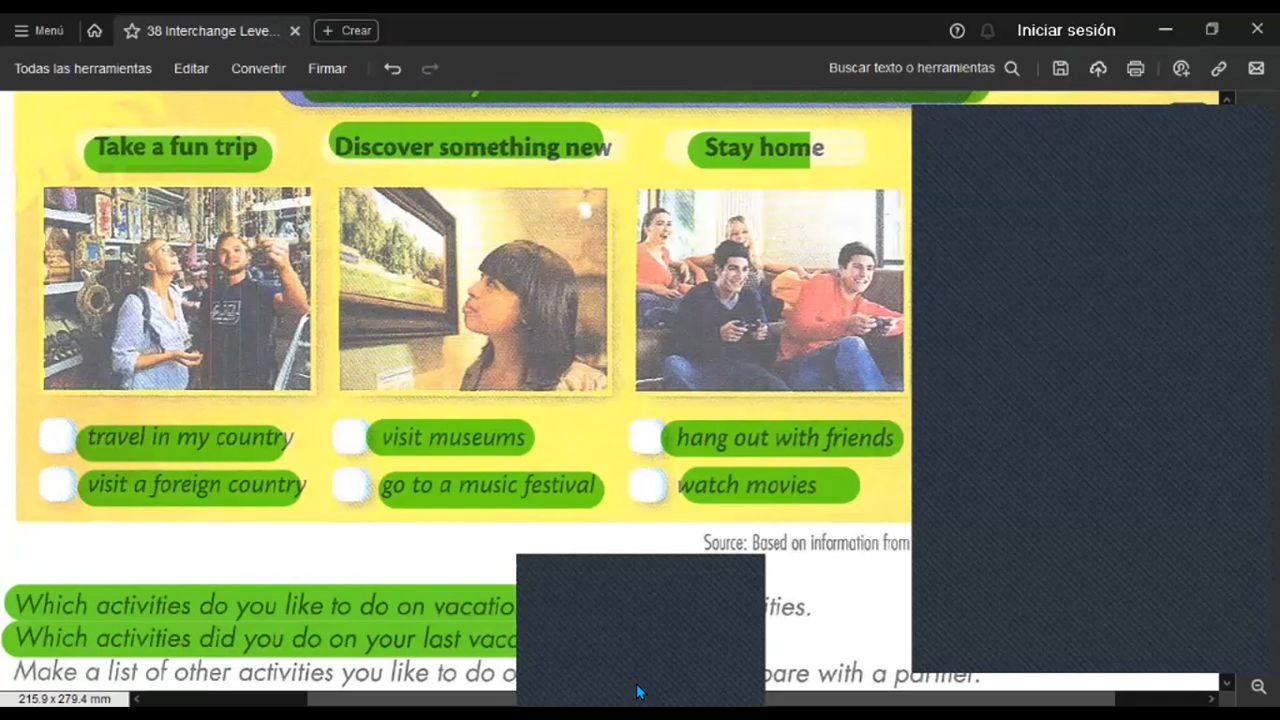 Menú
38 Interchange Leve...
Crear
Iniciar sesión
Todas las herramientas Editar Convertir Firmar
Buscar texto o herramientas
Take a fun trip
Discover something new
Stay home
travel in my country
visit museums
hang out with friends
visit a foreign country
go to a music festival
watch movies
Source: Based on information from
Which activities do you like to do on
Which activities did you do on your last
Make a list of other activities you like to do with a partner.
215.9 x 279.4 mm